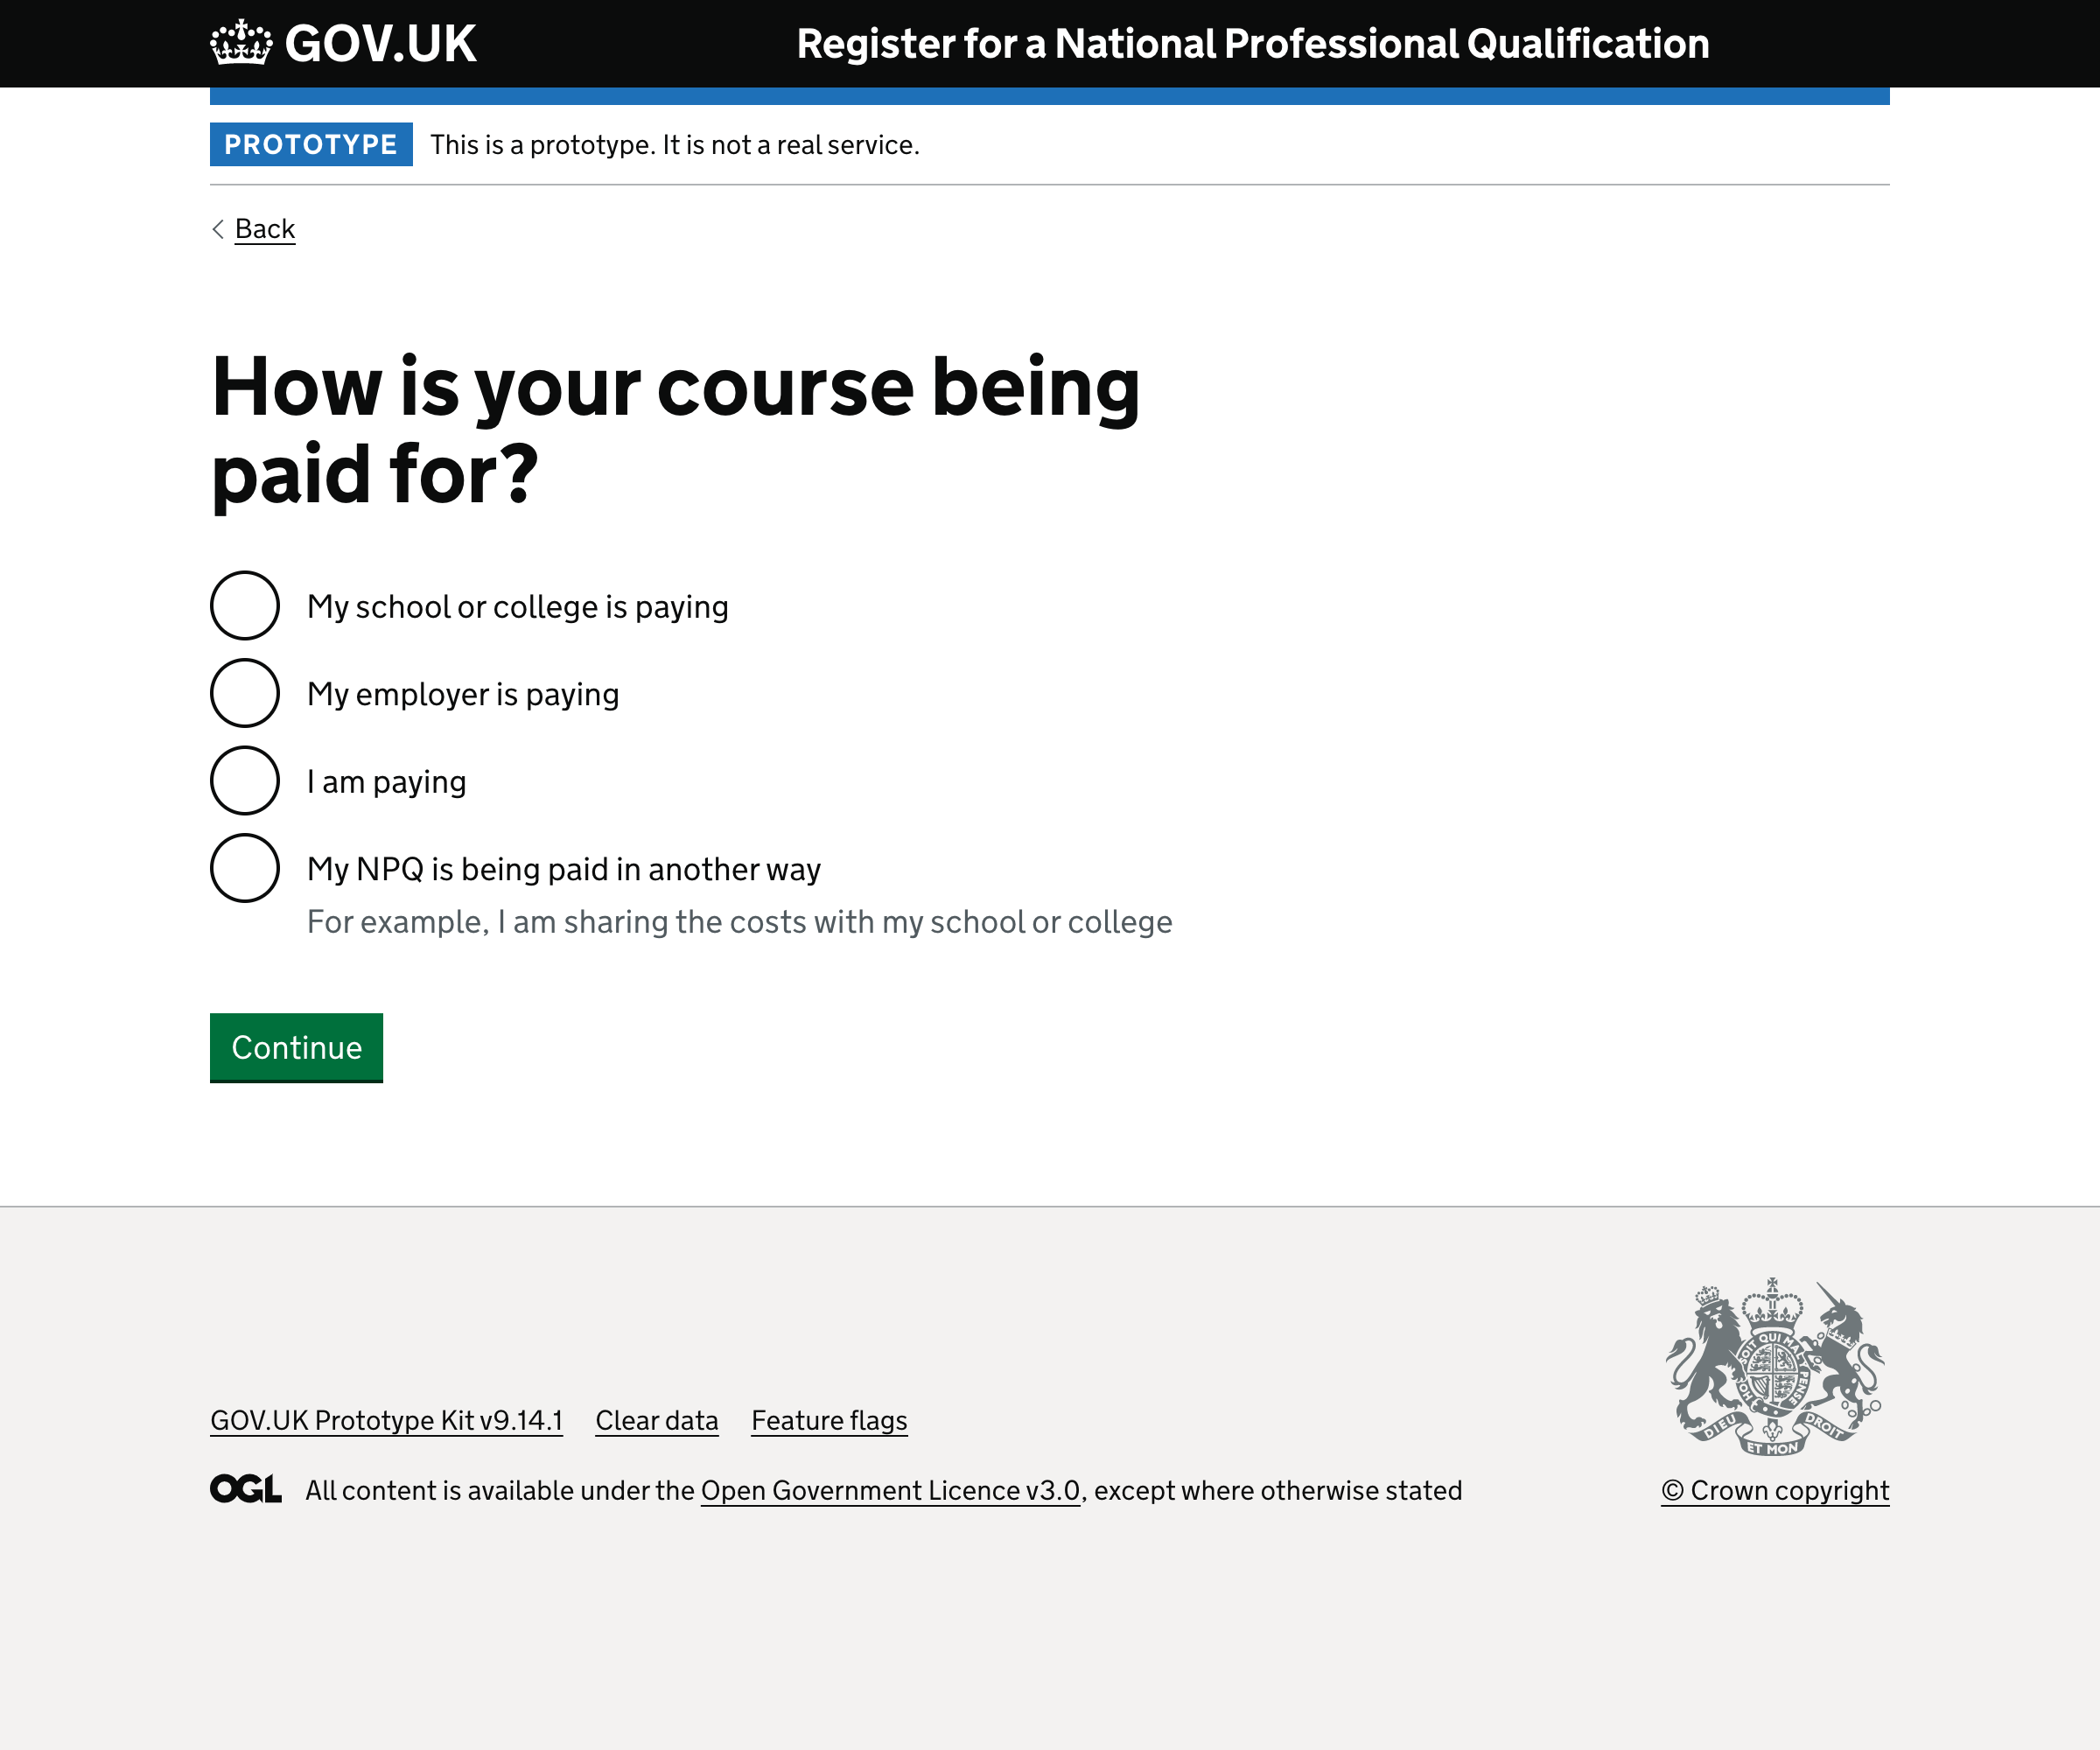 GOV.UK
Register for a National Professional Qualification
PROTOTYPE This is a prototype. It is not a real service.
Back
How is your course being
paid for?
My school or college is paying
My employer is paying
I am paying
My NPQ is being paid in another way
For example, I am sharing the costs with my school or college
Continue
GOV.UK Prototype Kit v9.14.1 Clear data Feature flags
OGL All content is available under the Open Government Licence v3.0, except where otherwise stated
SOIT QUI MAL
PENSE
HO
DIEU ET MON DROIT
© Crown copyright